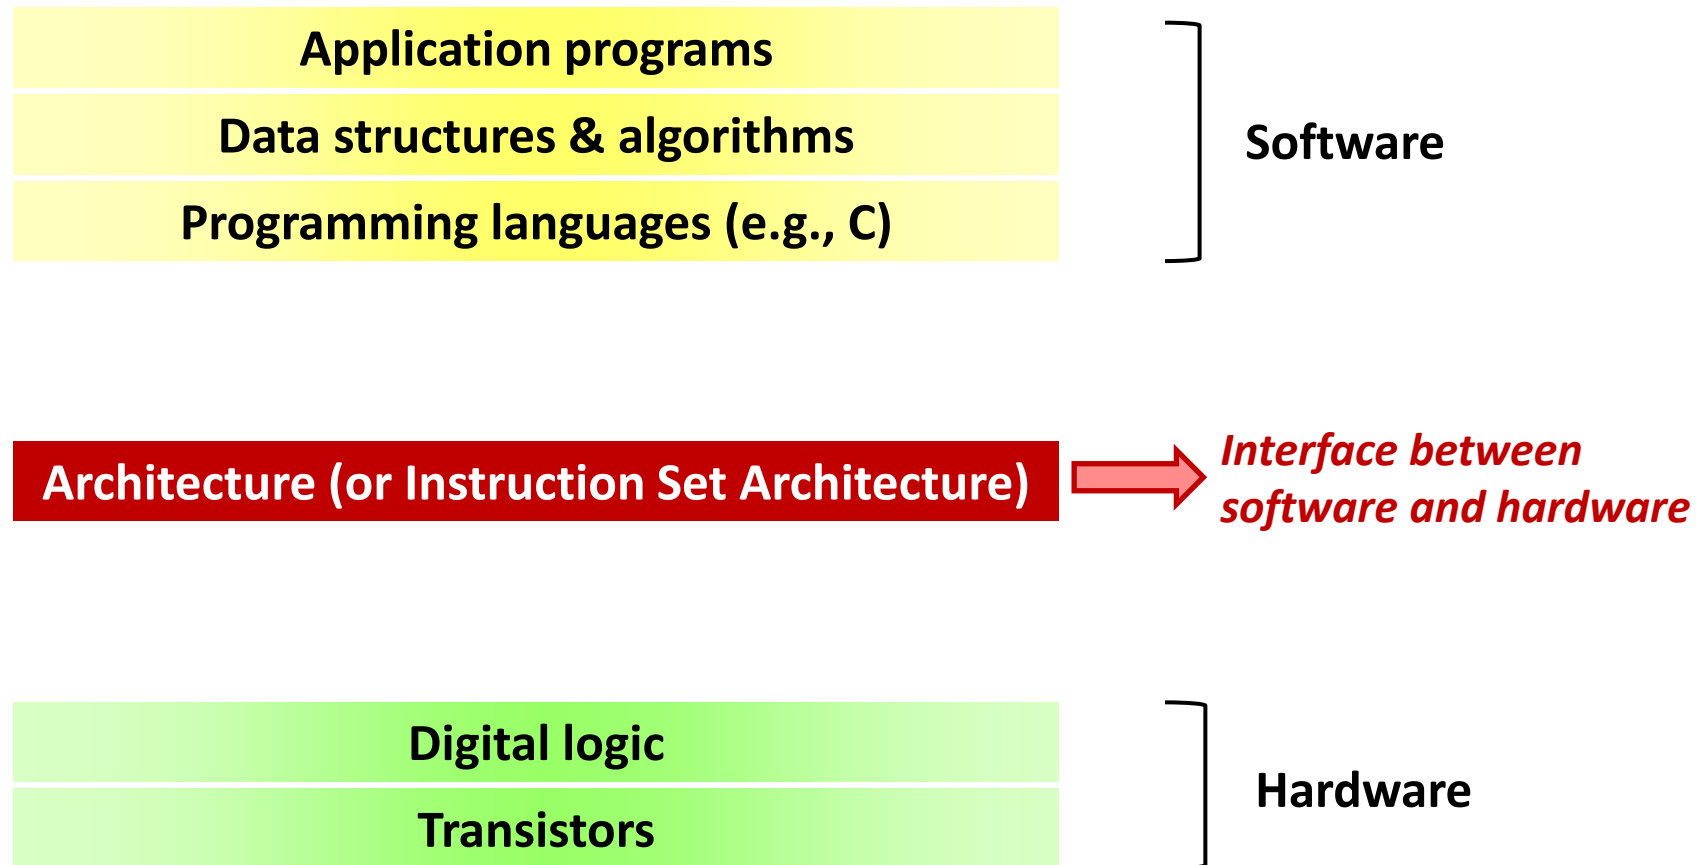 Application programs
Data structures & algorithms
Programming languages (e.g., C)
Software
Architecture (or Instruction Set Architecture)
Interface between
software and hardware
Digital logic
Transistors
Hardware